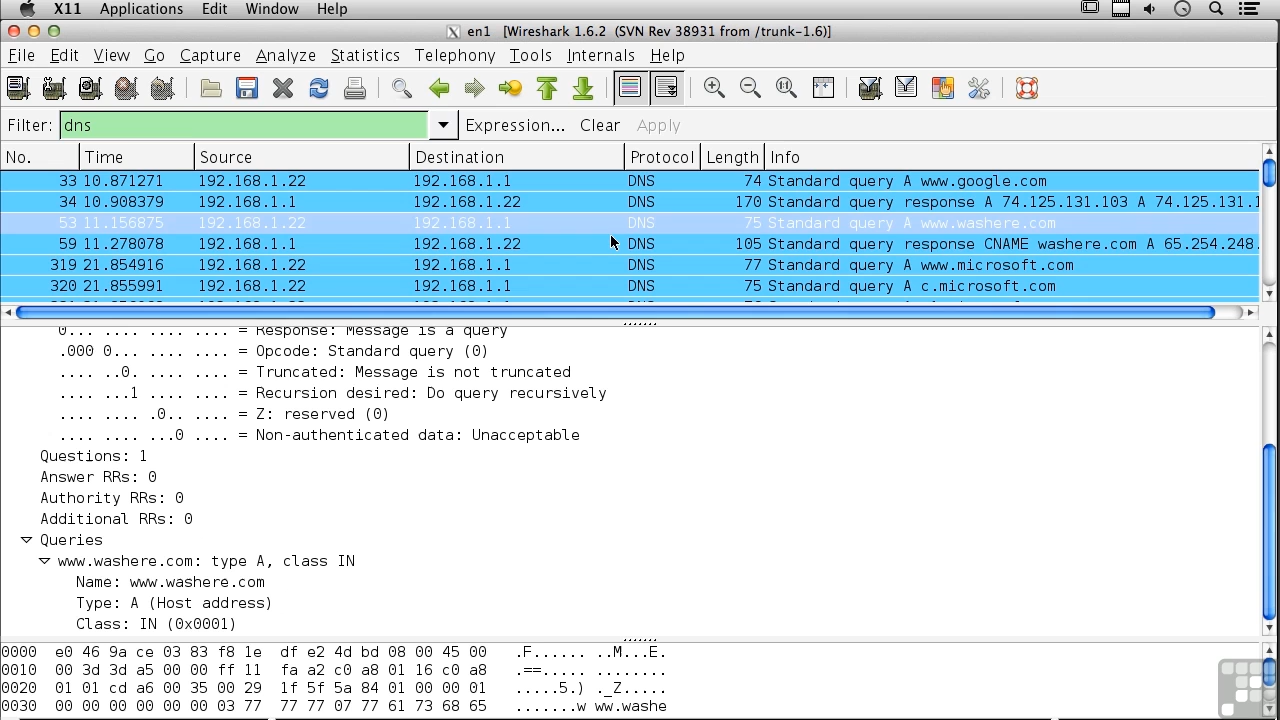 X11 Applications Edit Window Help
en1 [Wireshark 1.6.2 (SVN Rev 38931 from /trunk-1.6)]
File Edit View Go Capture Analyze Statistics Telephony Tools Internals Help
Filter: dns Expression... Clear Apply
No. Time Source Destination Protocol Length Info
33 10.871271 192.168.1.22 192.168.1.1 DNS 74 Standard query A www.google.com
34 10.908379 192.168.1.1 192.168.1.22 DNS 170 Standard query response A 74.125.131.103 A 74.125.131.1
53 11.156875 192.168.1.22 192.168.1.1 DNS 75 Standard query A www.washere.com
59 11.278078 192.168.1.1 192.168.1.22 DNS 105 Standard query response CNAME washere.com A 65.254.248.
319 21.854916 192.168.1.22 192.168.1.1 DNS 77 Standard query A www.microsoft.com
320 21.855991 192.168.1.22 192.168.1.1 DNS 75 Standard query A c.microsoft.com
0... .... .... .... = Response: Message is a query
.000 0... .... .... = Opcode: Standard query (0)
.... ..0. .... .... = Truncated: Message is not truncated
.... ...1 .... .... = Recursion desired: Do query recursively
.... .... .0.. .... = Z: reserved (0)
.... .... ...0 .... = Non-authenticated data: Unacceptable
Questions: 1
Answer RRs: 0
Authority RRs: 0
Additional RRs: 0
Queries
www.washere.com: type A, class IN
Name: www.washere.com
Type: A (Host address)
Class: IN (0x0001)
0000 e0 46 9a ce 03 83 f8 1e df e2 4d bd 08 00 45 00 .F...... ..M...E.
0010 00 3d 3d a5 00 00 ff 11 fa a2 c0 a8 01 16 c0 a8 .==..... ........
0020 01 01 cd a6 00 35 00 29 1f 5f 5a 84 01 00 00 01 .....5.) ._Z.....
0030 00 00 00 00 00 00 03 77 77 77 07 77 61 73 68 65 .......w ww.washe